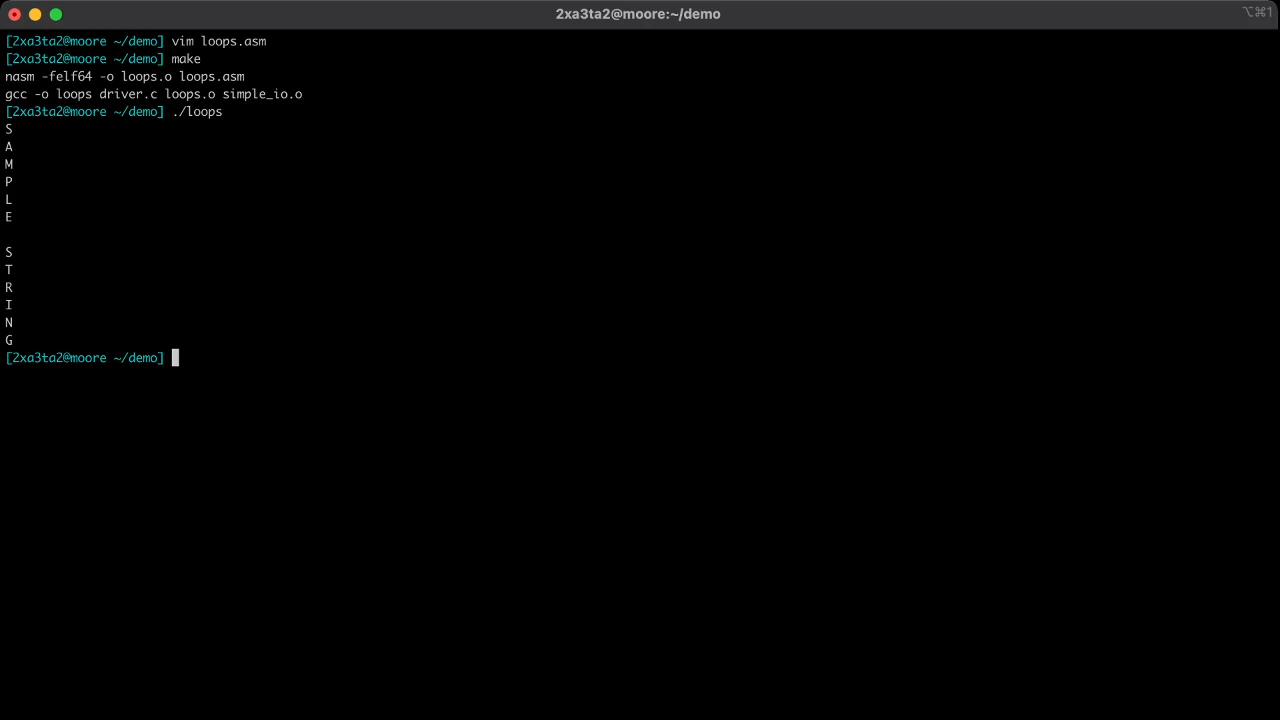 2xa3ta2@moore:~/demo
⌥⌘1
[2xa3ta2@moore ~/demo] vim loops.asm
[2xa3ta2@moore ~/demo] make
nasm -felf64 -o loops.o loops.asm
gcc -o loops driver.c loops.o simple_io.o
[2xa3ta2@moore ~/demo] ./loops
S
A
M
P
L
E

S
T
R
I
N
G
[2xa3ta2@moore ~/demo]